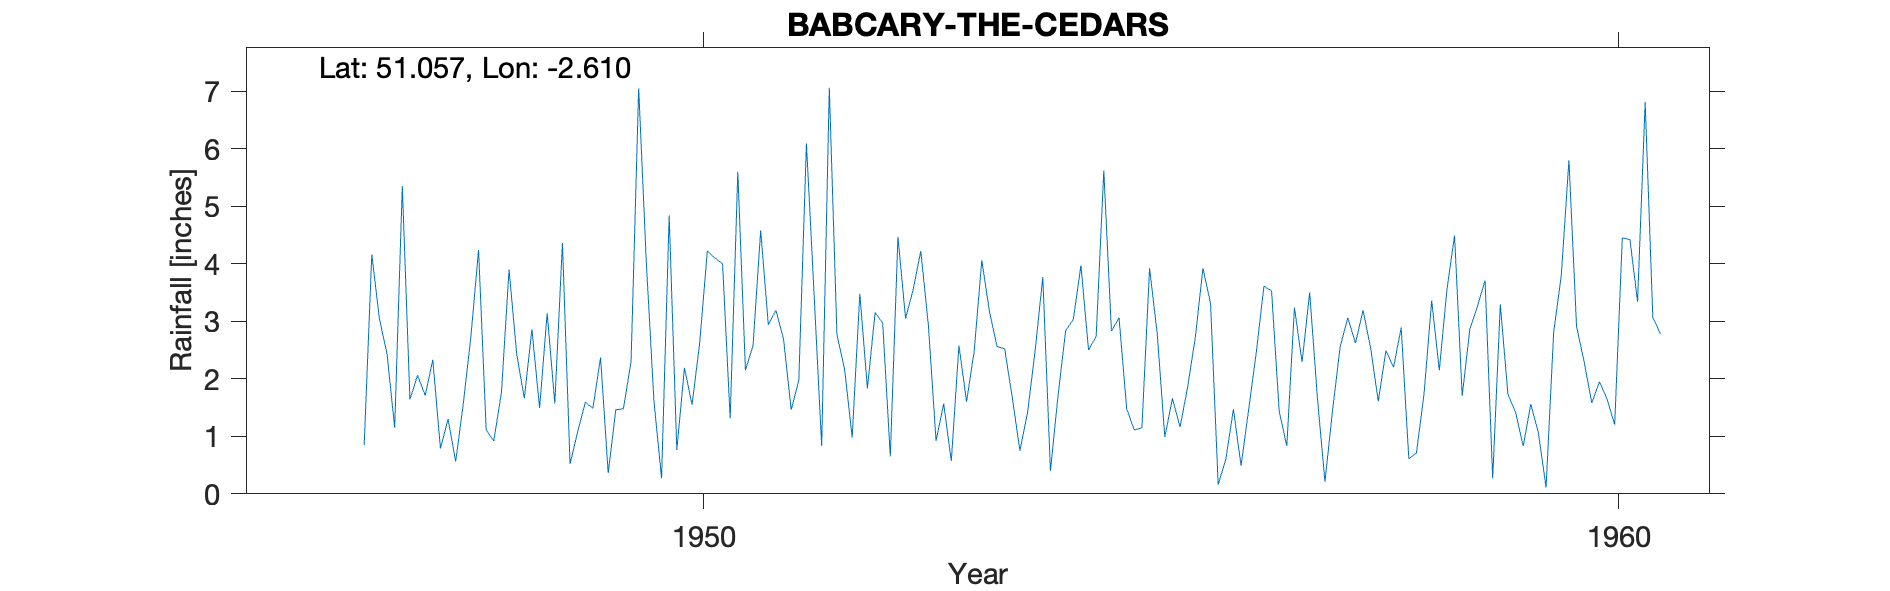 BABCARY-THE-CEDARS
Lat: 51.057, Lon: -2.610
7
6
5
4
3
2
1
0
Rainfall [inches]
1950
1960
Year